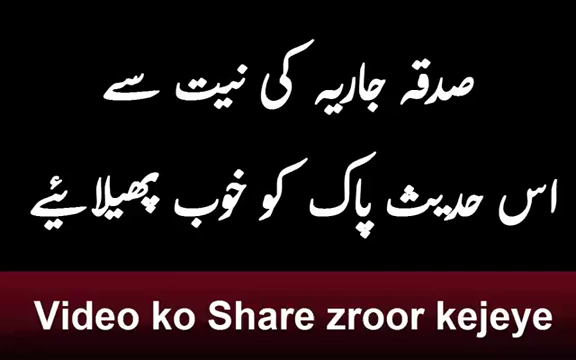 صدقہ جاریہ کی نیت سے
اس حدیث پاک کو خوب پھیلائیے
Video ko Share zroor kejeye